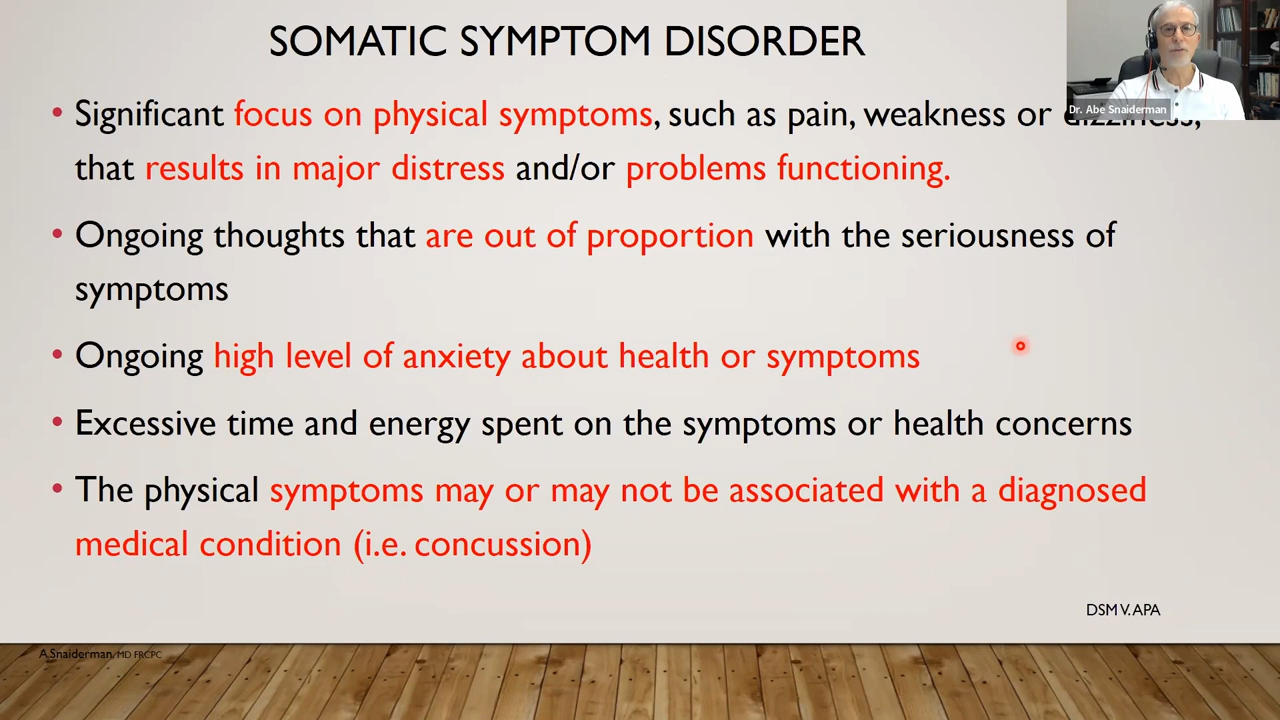 SOMATIC SYMPTOM DISORDER
Dr. Abe Snaiderman
• Significant focus on physical symptoms, such as pain, weakness or dizziness,
that results in major distress and/or problems functioning.
• Ongoing thoughts that are out of proportion with the seriousness of
symptoms
• Ongoing high level of anxiety about health or symptoms
• Excessive time and energy spent on the symptoms or health concerns
• The physical symptoms may or may not be associated with a diagnosed
medical condition (i.e. concussion)
DSM V. APA
A.Snaiderman, MD FRCPC